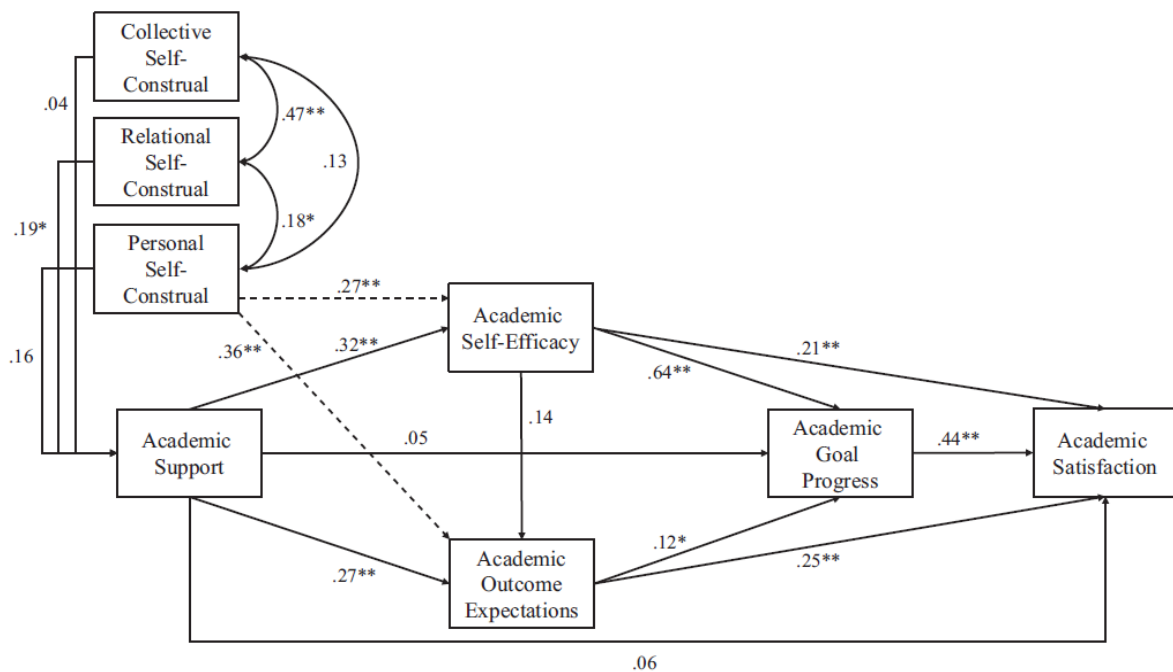 Collective
Self-
Construal
.04
.47**
Relational
Self-
Construal
.13
.19*
.18*
Personal
Self-
Construal
.27**
Academic
Self-Efficacy
.16
.36**
.32**
.21**
.64**
.14
Academic
Support
.05
Academic
Goal
Progress
.44**
Academic
Satisfaction
.27**
Academic
Outcome
Expectations
.12*
.25**
.06